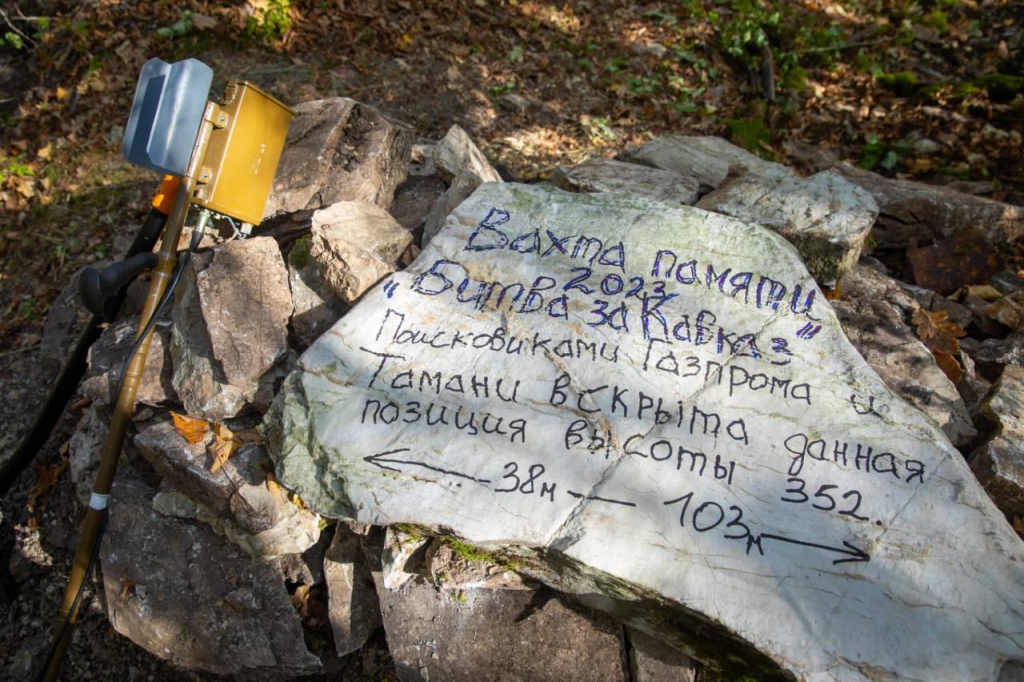 Вахта памяти
2023
"Битва за Кавказ"
Поисковиками Газпрома и
Тамани вскрыта данная
позиция высоты 352.
← 38м — 103м →